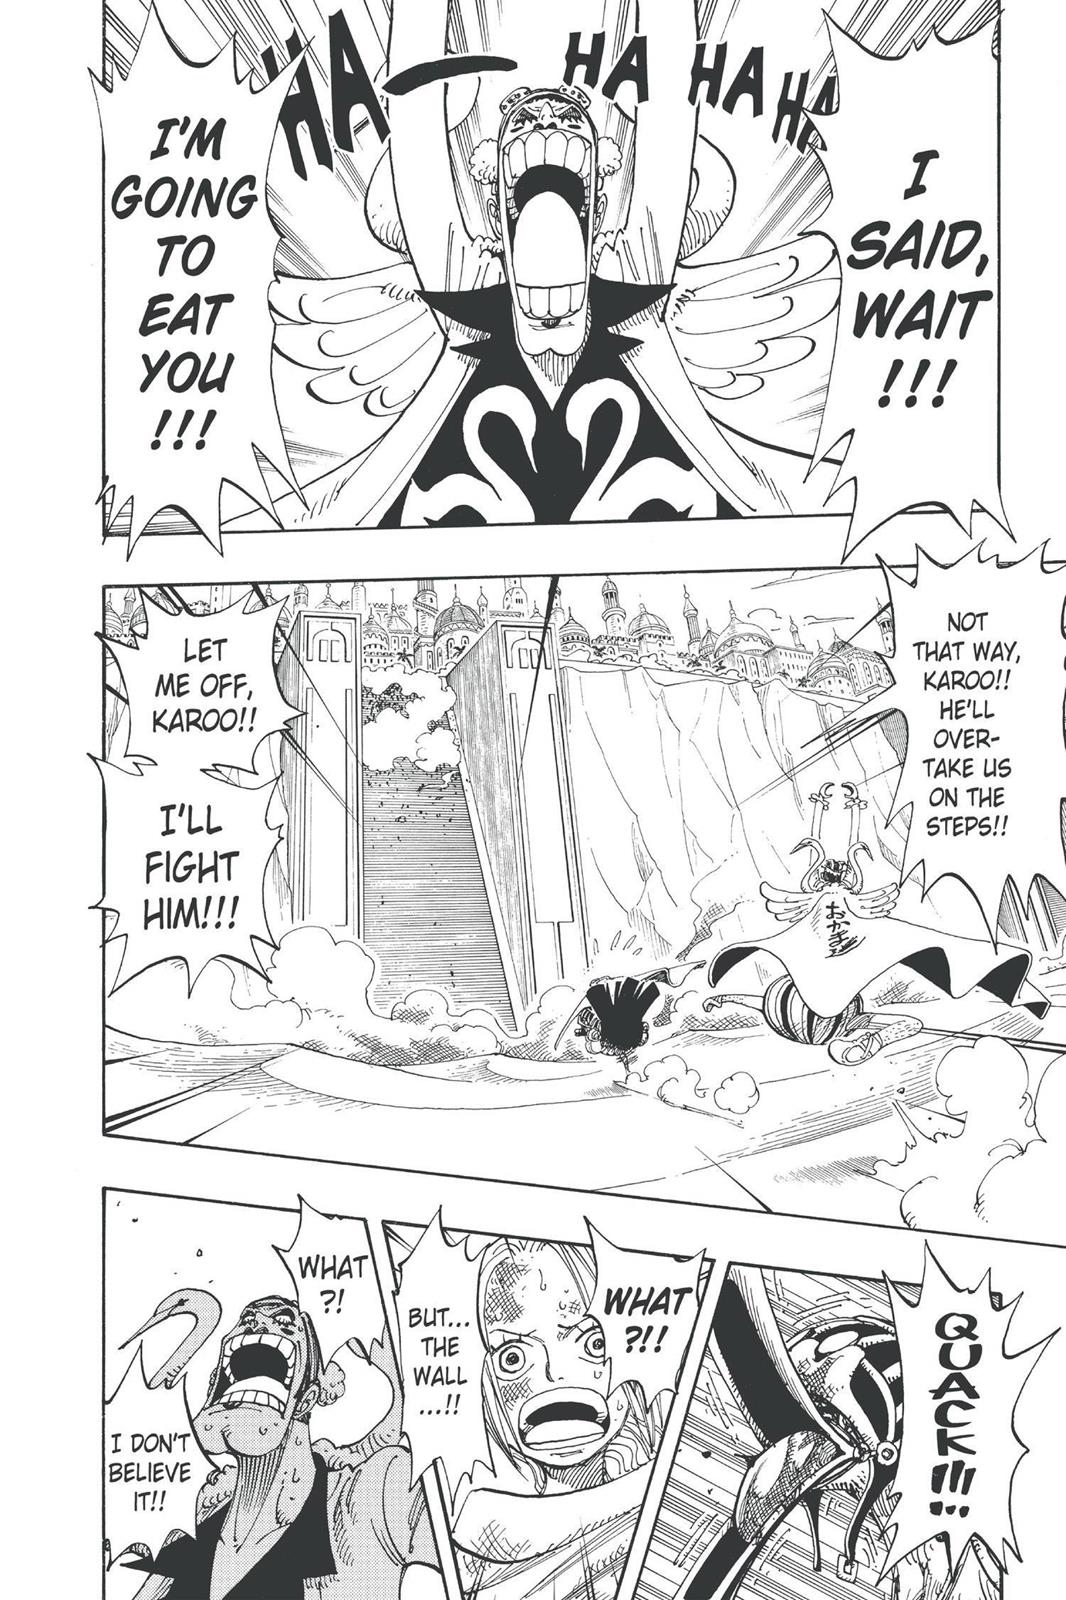 I
SAID,
WAIT
!!!
HA— HA HA HA HA
I'M
GOING
TO
EAT
YOU
!!!
NOT
THAT WAY,
KAROO!!
HE'LL
OVER-
TAKE US
ON THE
STEPS!!
おかま
LET
ME OFF,
KAROO!!
I'LL
FIGHT
HIM!!!
QUACK!!!...
WHAT
?!!
BUT...
THE
WALL
...!!
WHAT
?!
I DON'T
BELIEVE
IT!!